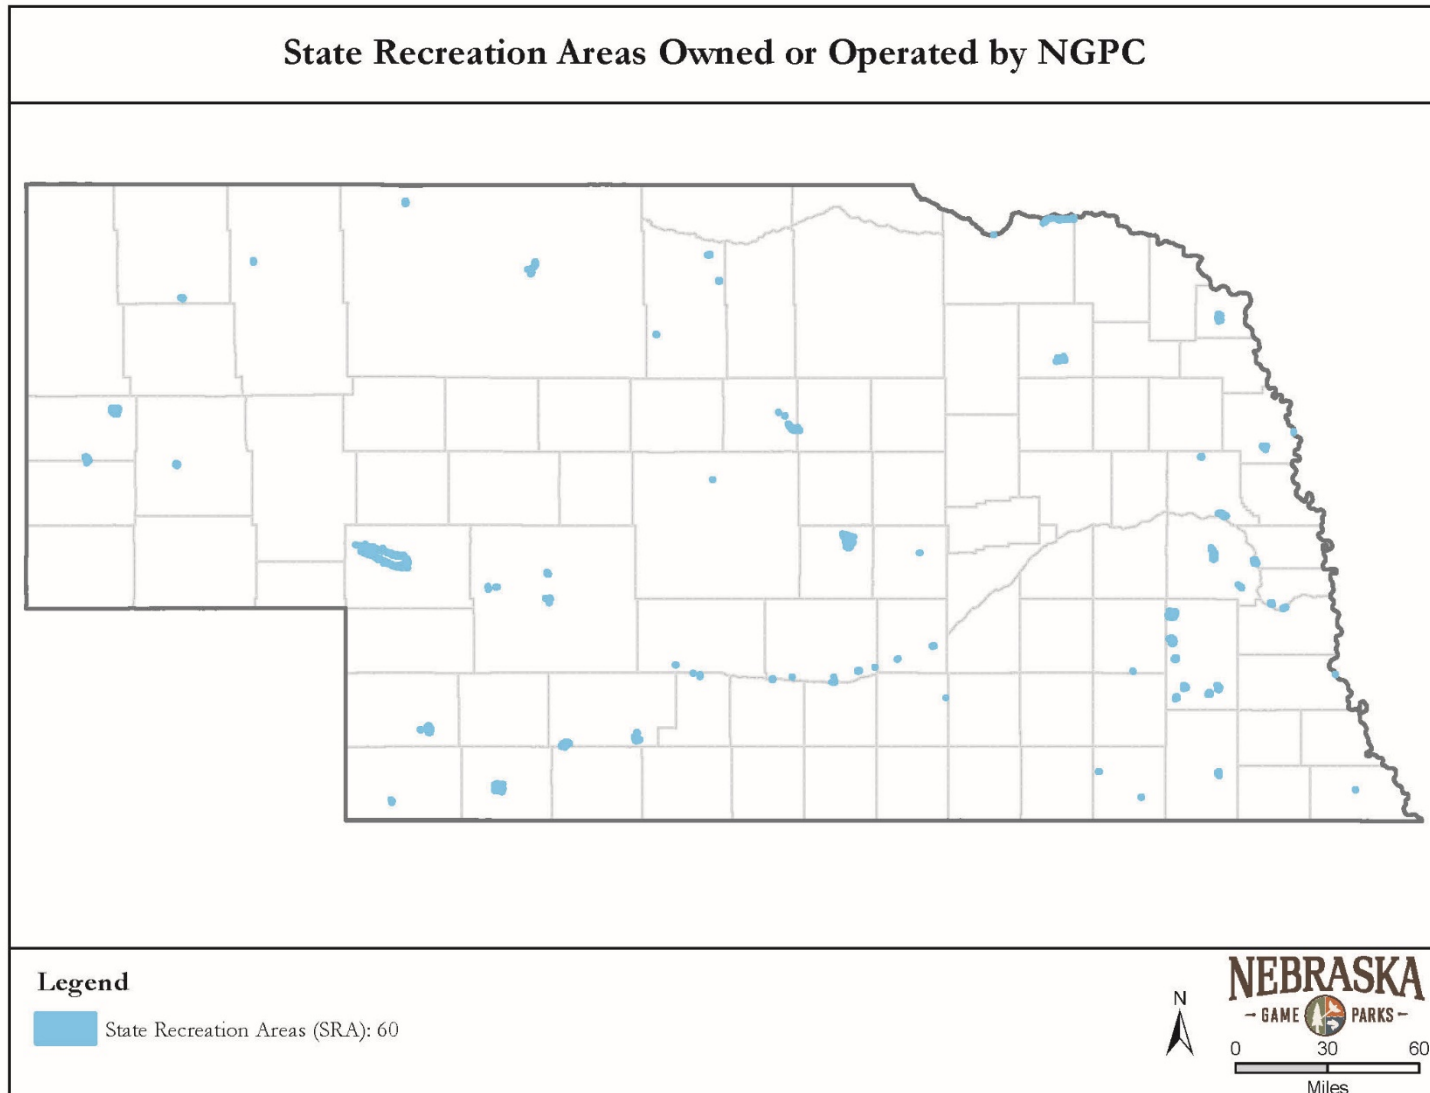 State Recreation Areas Owned or Operated by NGPC
Legend
State Recreation Areas (SRA): 60
N
NEBRASKA
- GAME PARKS -
0 30 60
Miles